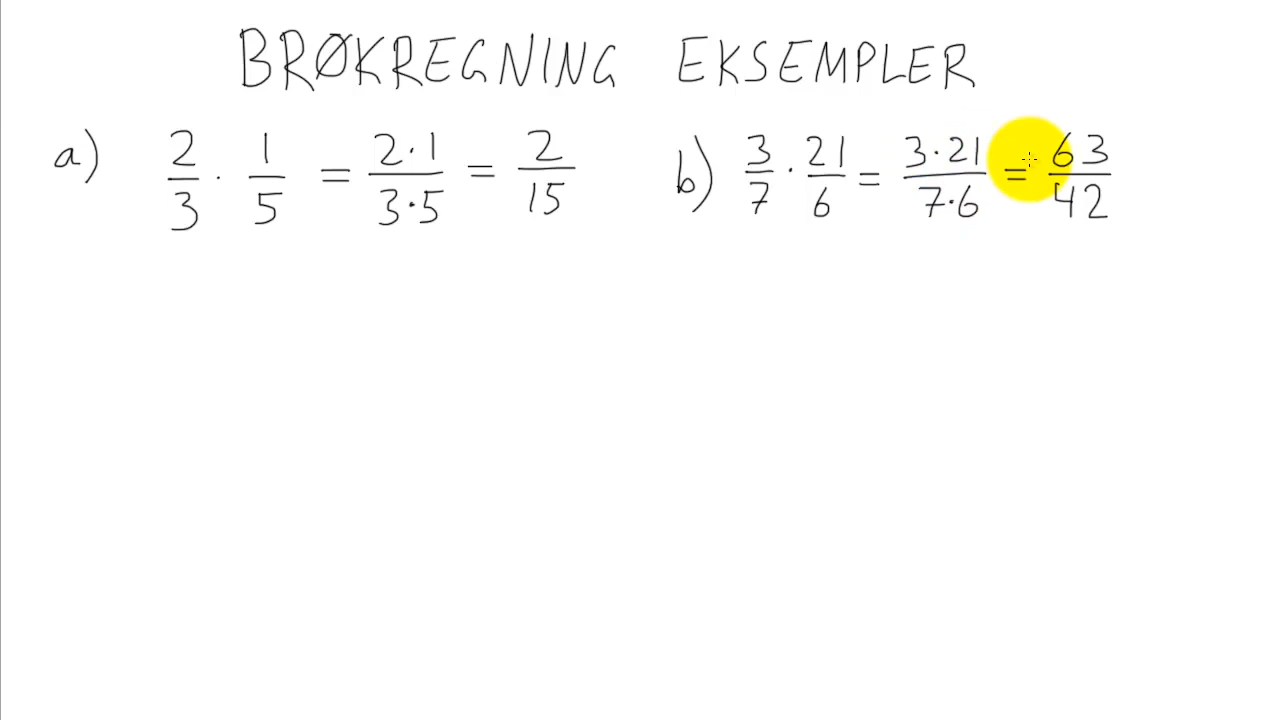 BRØKREGNING EKSEMPLER
a) 2/3 · 1/5 = 2·1/3·5 = 2/15
b) 3/7 · 21/6 = 3·21/7·6 = 63/42